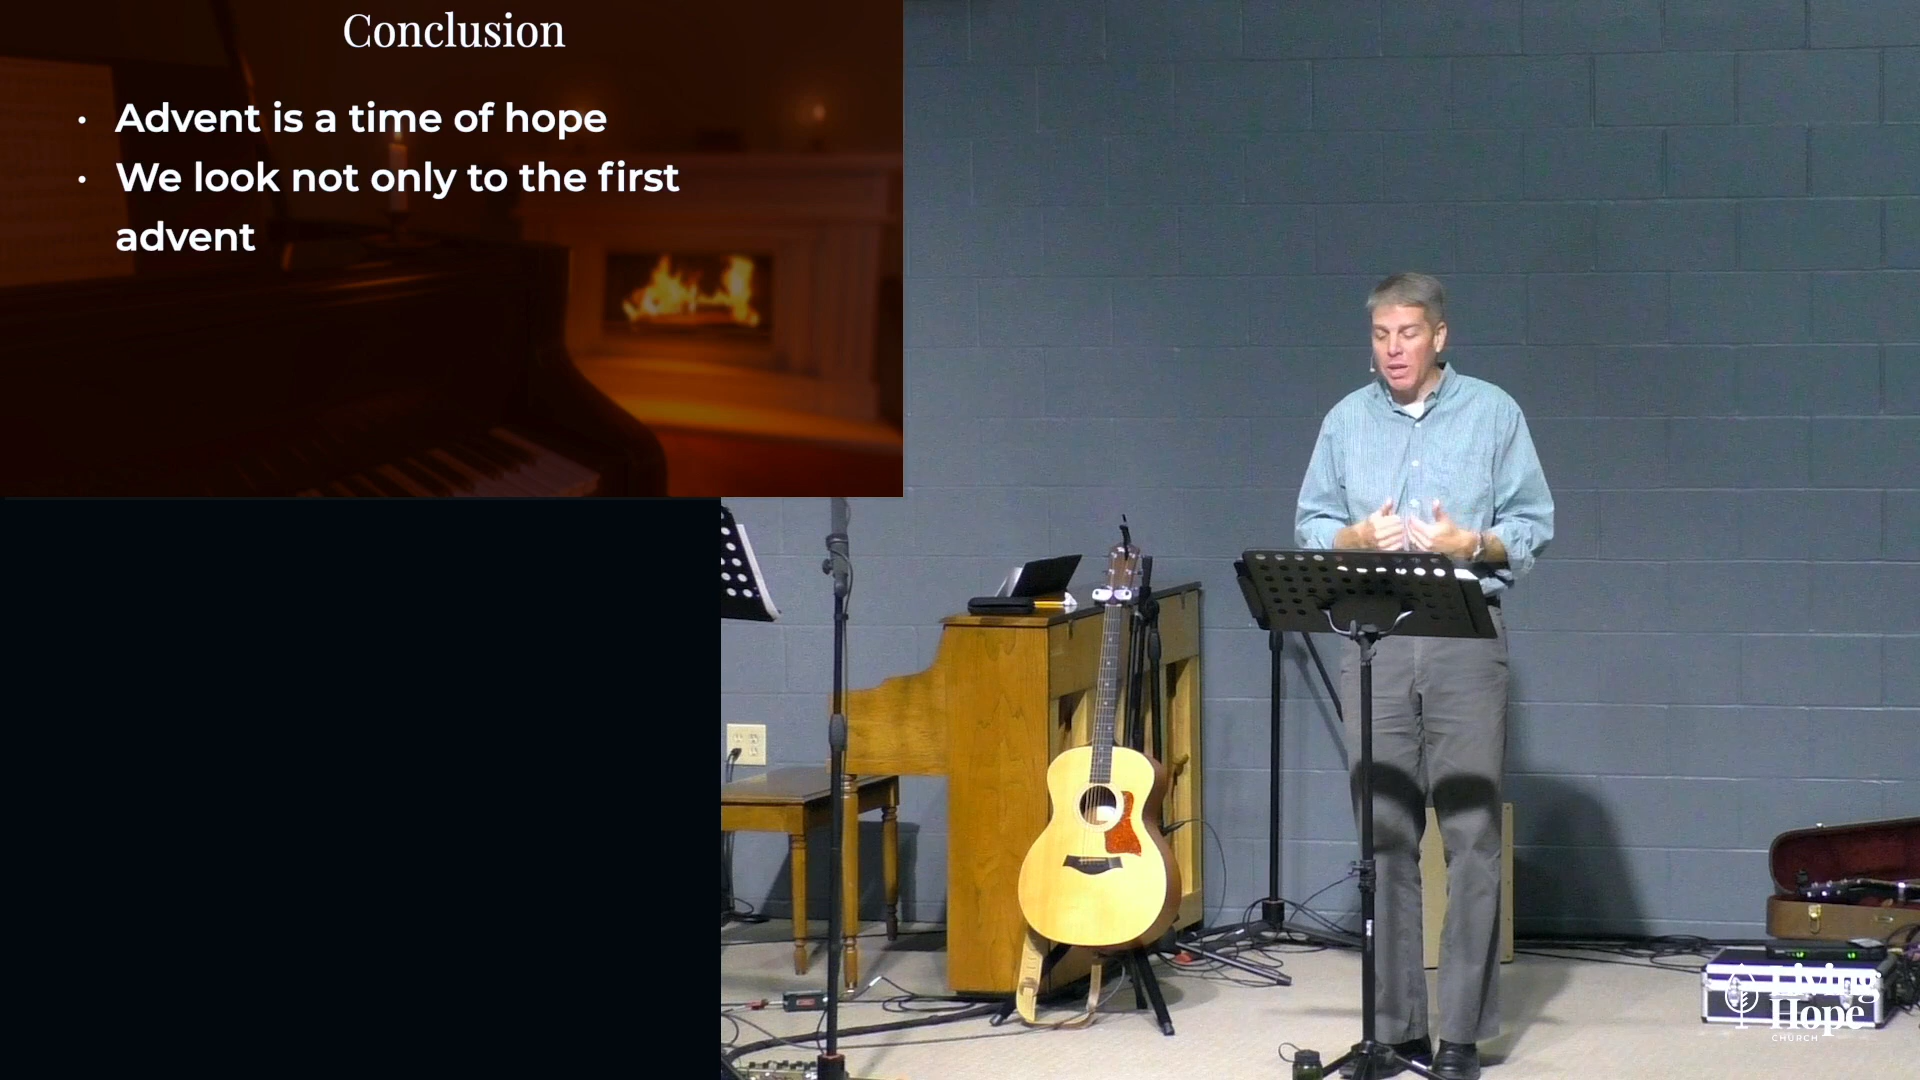 Conclusion
• Advent is a time of hope
• We look not only to the first
advent
Living
Hope
CHURCH